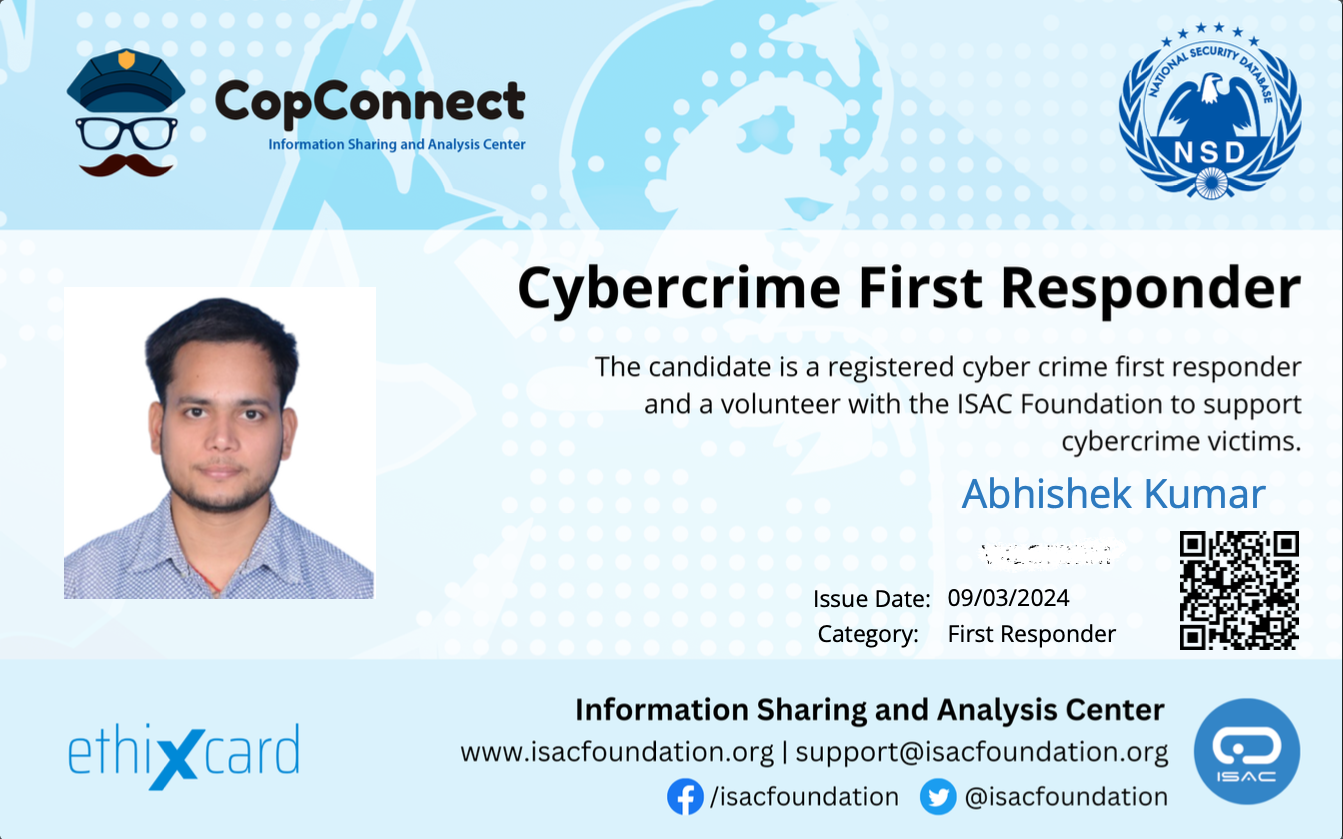 CopConnect
Information Sharing and Analysis Center
NATIONAL SECURITY DATABASE
NSD
Cybercrime First Responder
The candidate is a registered cyber crime first responder
and a volunteer with the ISAC Foundation to support
cybercrime victims.
Abhishek Kumar
Issue Date: 09/03/2024
Category: First Responder
ethixcard
Information Sharing and Analysis Center
www.isacfoundation.org | support@isacfoundation.org
/isacfoundation @isacfoundation
ISAC